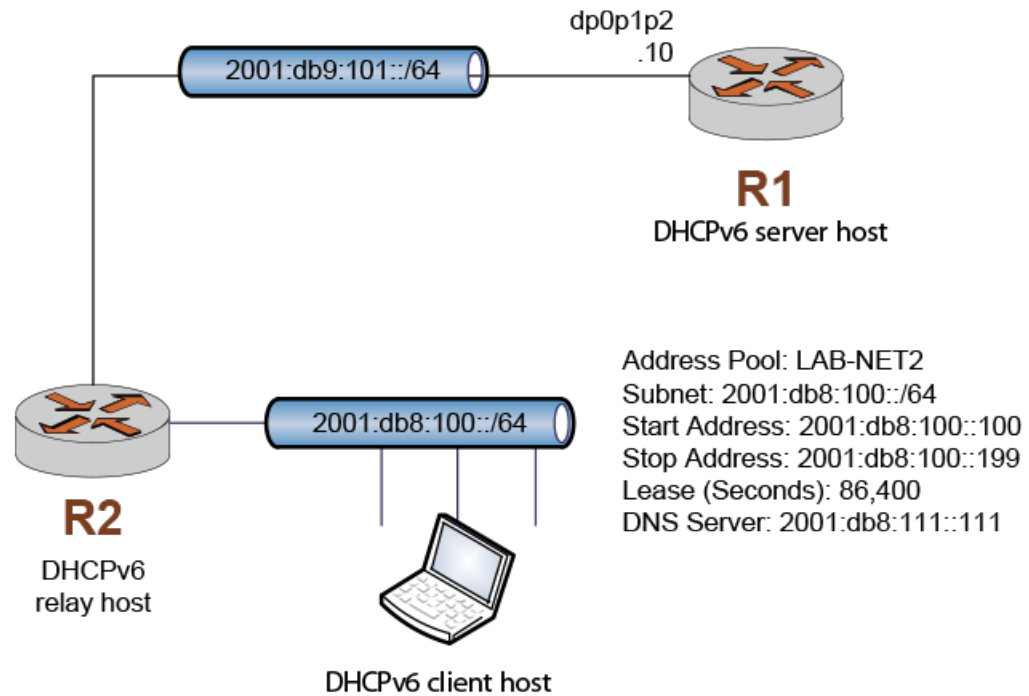 dp0p1p2
.10
2001:db9:101::/64
R1
DHCPv6 server host
Address Pool: LAB-NET2
Subnet: 2001:db8:100::/64
Start Address: 2001:db8:100::100
Stop Address: 2001:db8:100::199
Lease (Seconds): 86,400
DNS Server: 2001:db8:111::111
2001:db8:100::/64
R2
DHCPv6
relay host
DHCPv6 client host